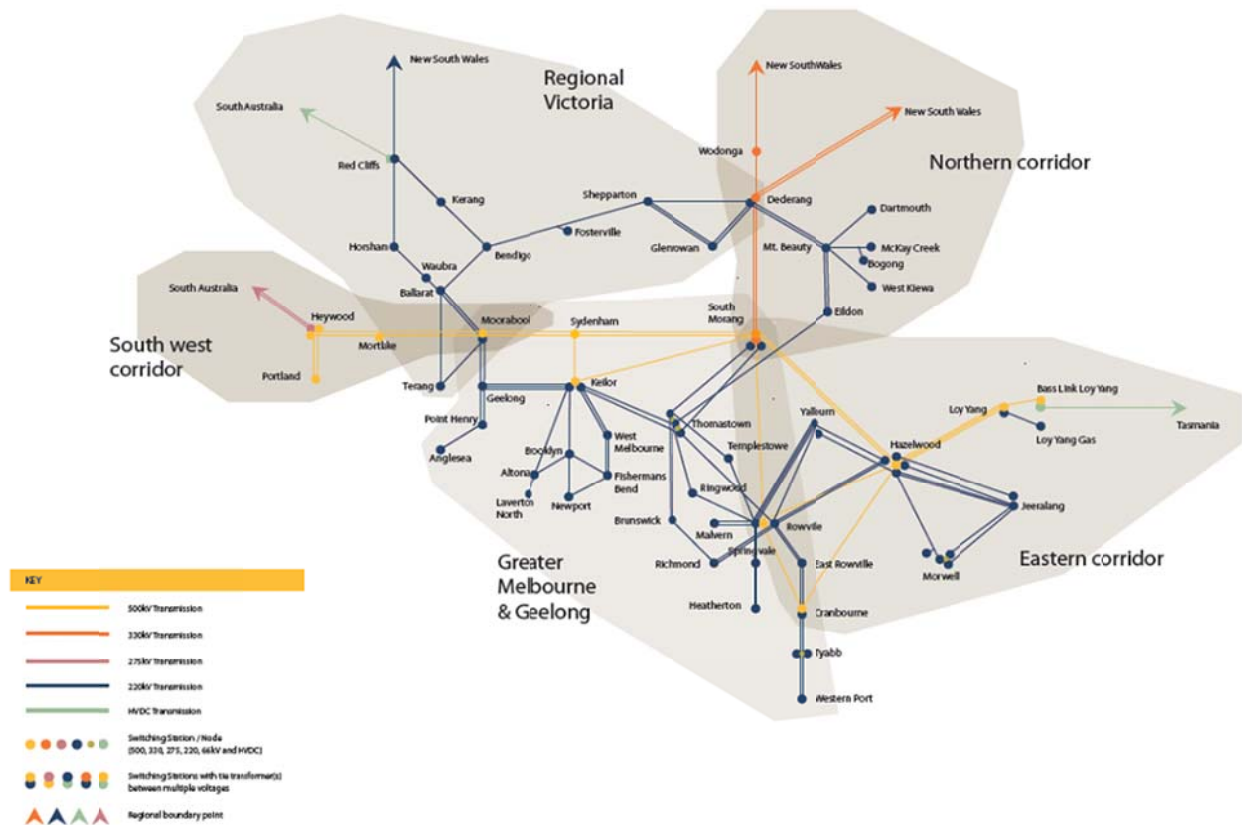 New South Wales
Regional
Victoria
New SouthWales
South Australia
New South Wales
Red Cliffs
Wodonga
Northern corridor
Kerang
Shepparton
Dederang
Dartmouth
Fosterville
Horsham
Bendigo
Glenrowan
Mt. Beauty
McKay Creek
Bogong
Waubra
South Australia
Ballarat
West Kiewa
Heywood
Moorabool
Sydenham
South
Morang
Eildon
South west
corridor
Mortlake
Portland
Terang
Geelong
Keilor
Bass Link Loy Yang
Yallourn
Loy Yang
Point Henry
Thomastown
Tasmania
West
Melbourne
Templestowe
Hazelwood
Loy Yang Gas
Anglesea
Brooklyn
Altona
Fishermans
Bend
Ringwood
Laverton
North
Newport
Brunswick
Malvern
Rowville
Jeeralang
Springvale
Greater
Melbourne
& Geelong
Richmond
East Rowville
Morwell
Eastern corridor
Heatherton
Cranbourne
Tyabb
Western Port
KEY
500kV Transmission
330kV Transmission
275kV Transmission
220kV Transmission
HVDC Transmission
Switching Station / Node
(500, 330, 275, 220, 66kV and HVDC)
Switching Stations with tie transformer(s)
between multiple voltages
Regional boundary point